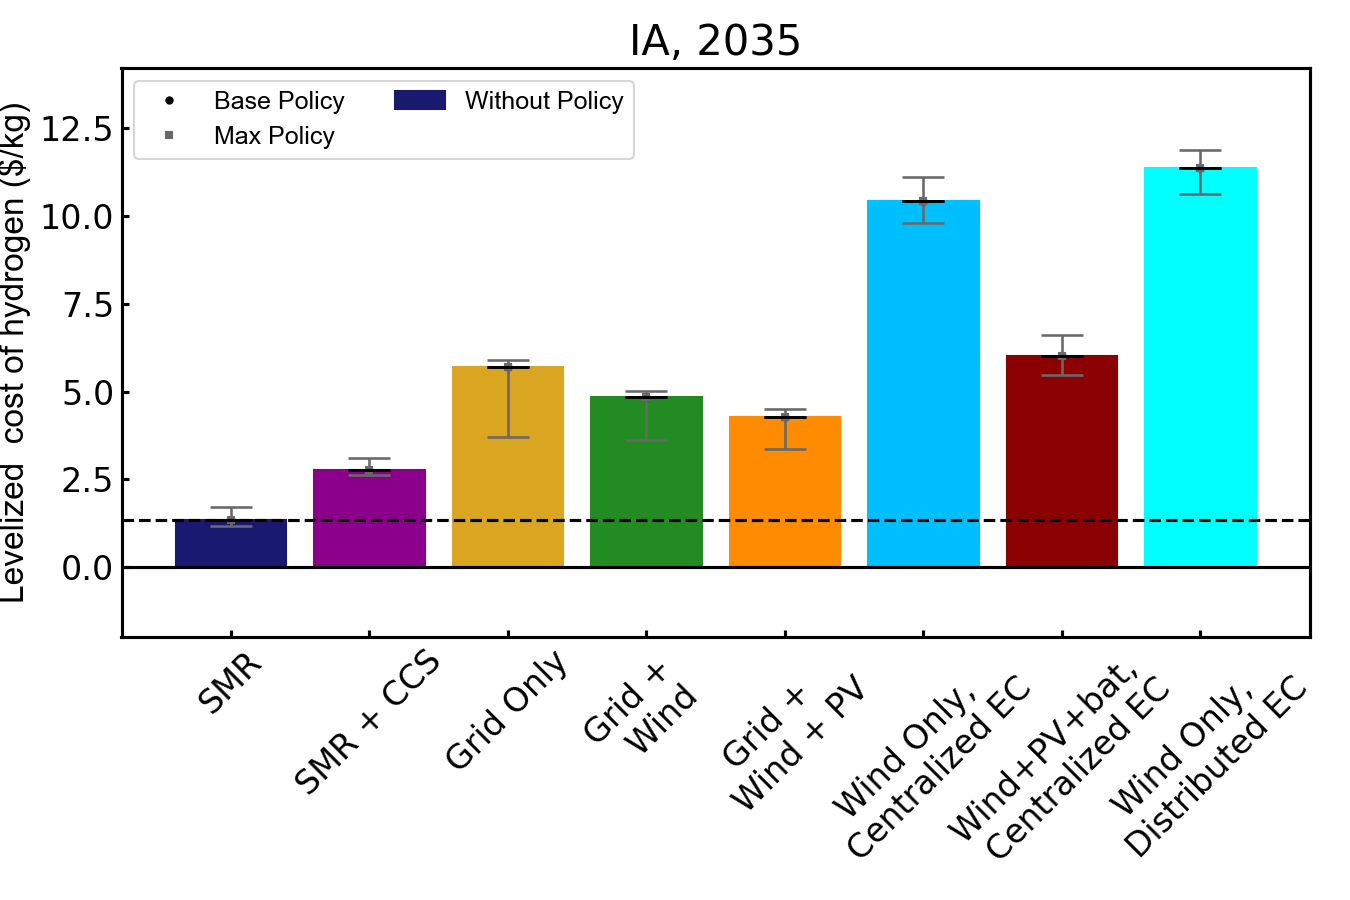 IA, 2035
Base Policy
Max Policy
Without Policy
Levelized cost of hydrogen ($/kg)
12.5
10.0
7.5
5.0
2.5
0.0
SMR
SMR + CCS
Grid Only
Grid +
Wind
Grid +
Wind + PV
Wind Only,
Centralized EC
Wind+PV+bat,
Centralized EC
Wind Only,
Distributed EC